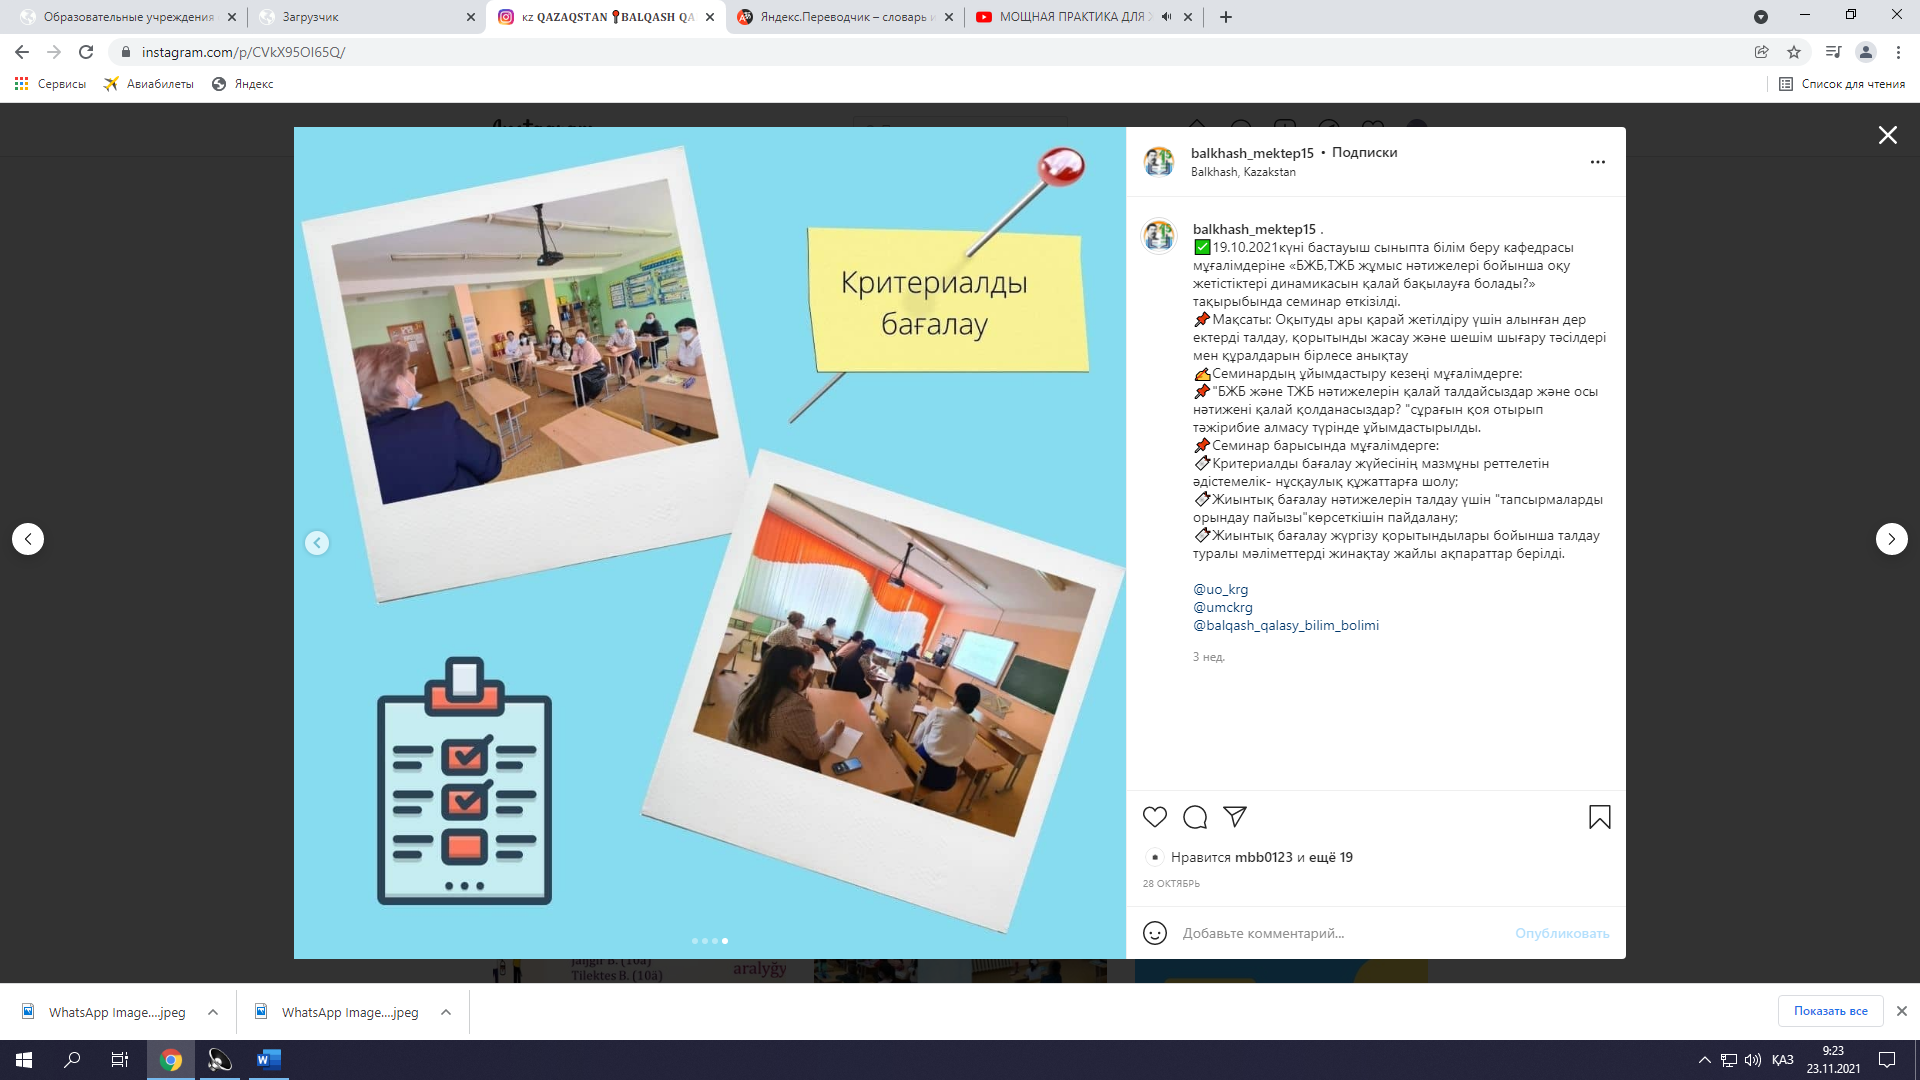 Образовательные учреждения
Загрузчик
KZ QAZAQSTAN 📍BALQASH QA
Яндекс.Переводчик – словарь и
МОЩНАЯ ПРАКТИКА ДЛЯ
instagram.com/p/CVkX95OI65Q/
Сервисы
Авиабилеты
Яндекс
Список для чтения
Критериалды
бағалау
balkhash_mektep15 • Подписки
Balkhash, Kazakstan
balkhash_mektep15 .
✅19.10.2021күні бастауыш сыныпта білім беру кафедрасы
мұғалімдеріне «БЖБ,ТЖБ жұмыс нәтижелері бойынша оқу
жетістіктері динамикасын қалай бақылауға болады?»
тақырыбында семинар өткізілді.
📌Мақсаты: Оқытуды ары қарай жетілдіру үшін алынған дер
ектерді талдау, қорытынды жасау және шешім шығару тәсілдері
мен құралдарын бірлесе анықтау
✍Семинардың ұйымдастыру кезеңі мұғалімдерге:
📌"БЖБ және ТЖБ нәтижелерін қалай талдайсыздар және осы
нәтижені қалай қолданасыздар? "сұрағын қоя отырып
тәжірибие алмасу түрінде ұйымдастырылды.
📌Семинар барысында мұғалімдерге:
Критериалды бағалау жүйесінің мазмұны реттелетін
әдістемелік- нұсқаулық құжаттарға шолу;
Жиынтық бағалау нәтижелерін талдау үшін "тапсырмаларды
орындау пайызы"көрсеткішін пайдалану;
Жиынтық бағалау жүргізу қорытындылары бойынша талдау
туралы мәліметтерді жинақтау жайлы ақпараттар берілді.
@uo_krg
@umckrg
@balqash_qalasy_bilim_bolimi
3 нед.
Нравится mbb0123 и ещё 19
28 ОКТЯБРЬ
Добавьте комментарий...
Опубликовать
Tilektes B. (10ä)
aralyğy
WhatsApp Image....jpeg
WhatsApp Image....jpeg
Показать все
ҚАЗ
9:23
23.11.2021